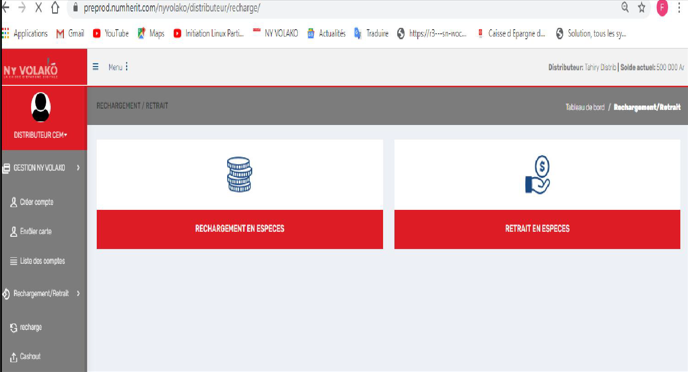 preprod.numherit.com/nyvolako/distributeur/recharge/
F
Applications Gmail YouTube Maps Initiation Linux Parti... NY VOLAKO Actualités Traduire https://r3---sn-woc... Caisse d Epargne d... Solution, tous les sy...
NY VOLAKO
Menu
Distributeur: Tahiry Distrib | Solde actuel: 500 000 Ar
RECHARGEMENT / RETRAIT
Tableau de bord / Rechargement/Retrait
DISTRIBUTEUR CEM
GESTION NY VOLAKO
Créer compte
Enrôler carte
Liste des comptes
Rechargement/Retrait
recharge
Cashout
RECHARGEMENT EN ESPECES
RETRAIT EN ESPECES